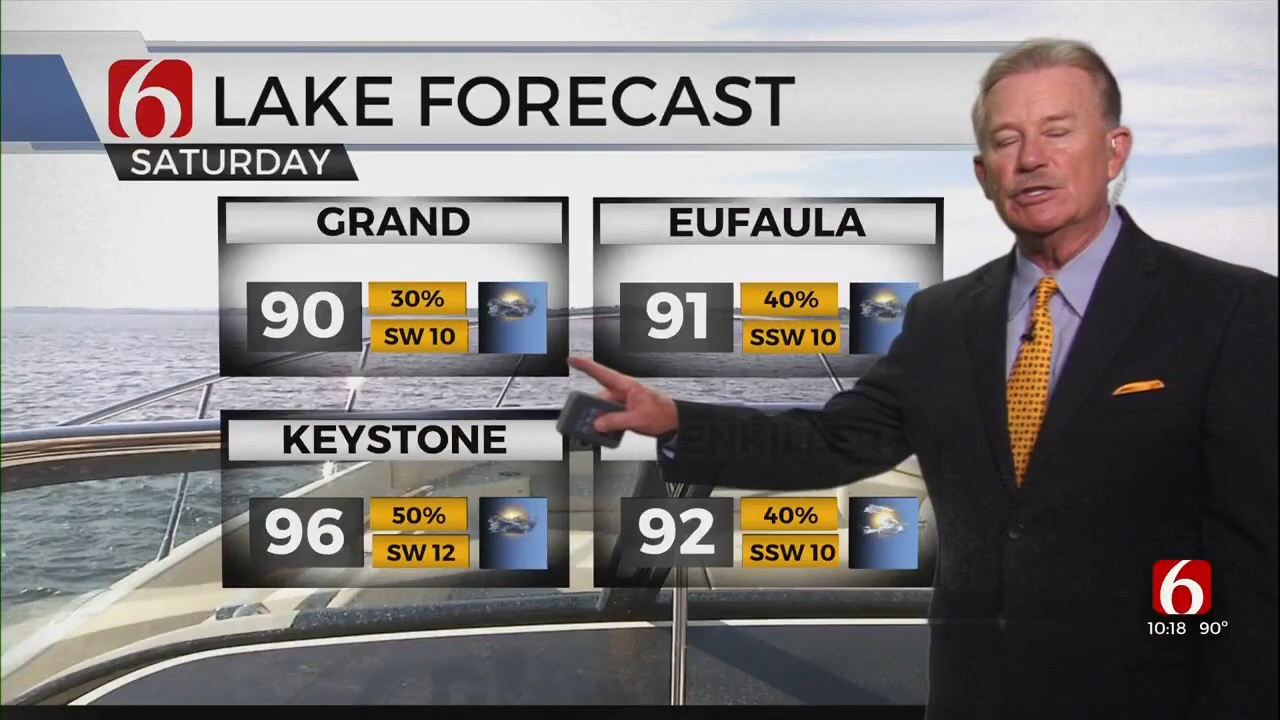 6 LAKE FORECAST
SATURDAY
GRAND
90
30%
SW 10
EUFAULA
91
40%
SSW 10
KEYSTONE
96
50%
SW 12
92
40%
SSW 10
6
10:18 90°